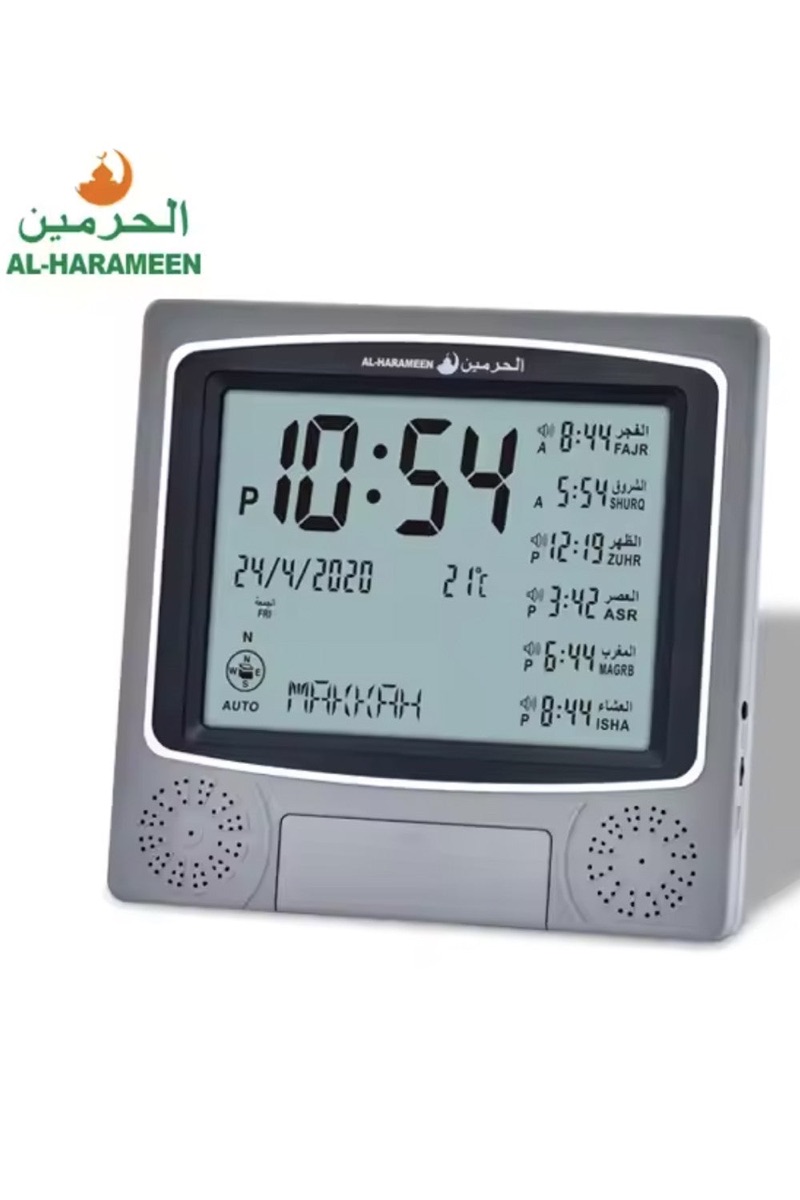 الحرمين
AL-HARAMEEN
AL-HARAMEEN الحرمين
P 10:54
A 8:44 الفجر FAJR
A 5:54 الشروق SHURQ
P 12:19 الظهر ZUHR
24/4/2020 21°c
P 3:42 العصر ASR
الجمعة
FRI
P 6:44 المغرب MAGRB
N
N
W E
S
AUTO MAKKAH
P 8:44 العشاء ISHA